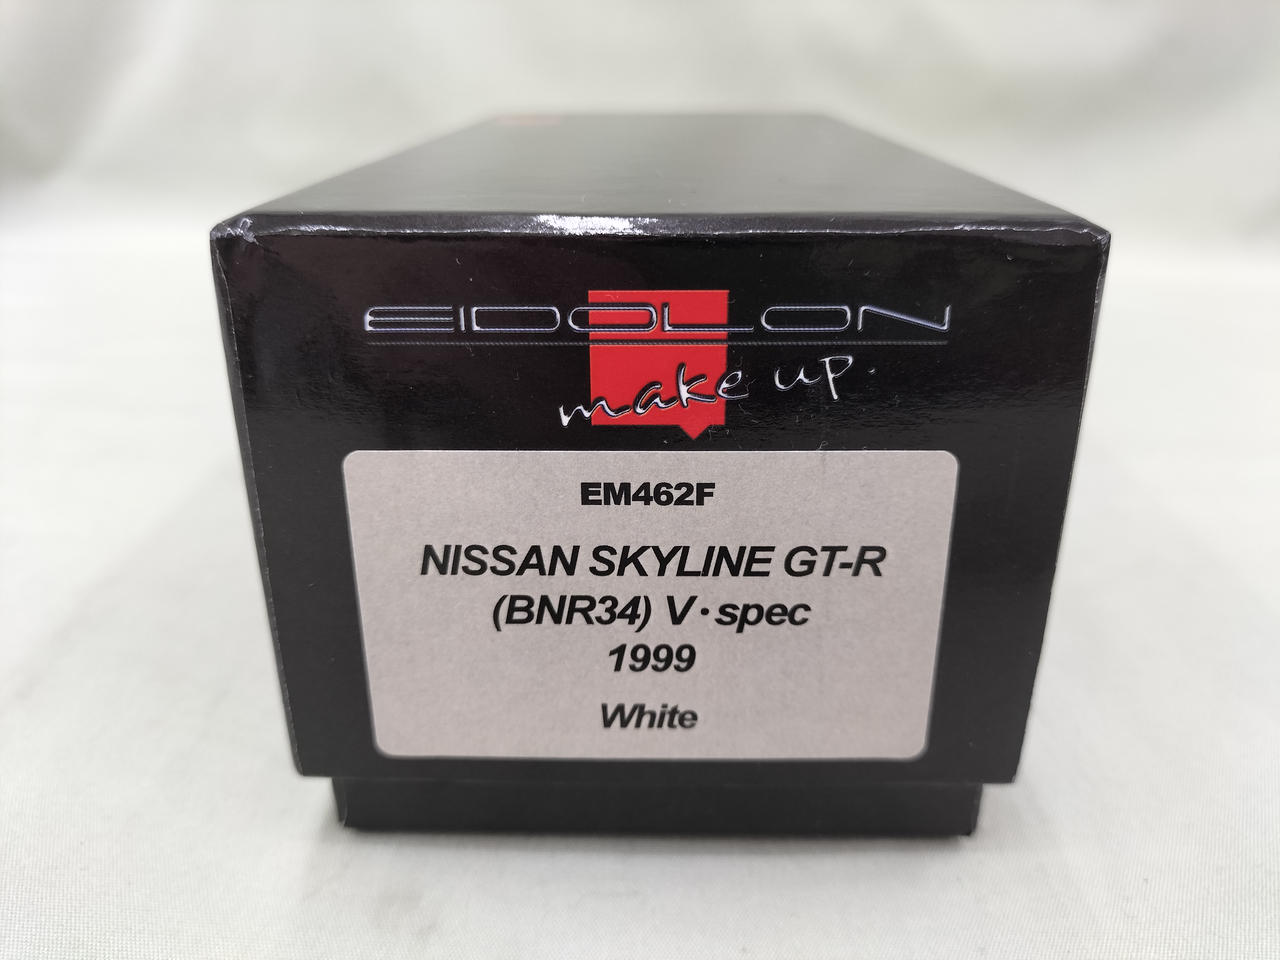 EIDOLON
make up.
EM462F
NISSAN SKYLINE GT-R
(BNR34) V・spec
1999
White